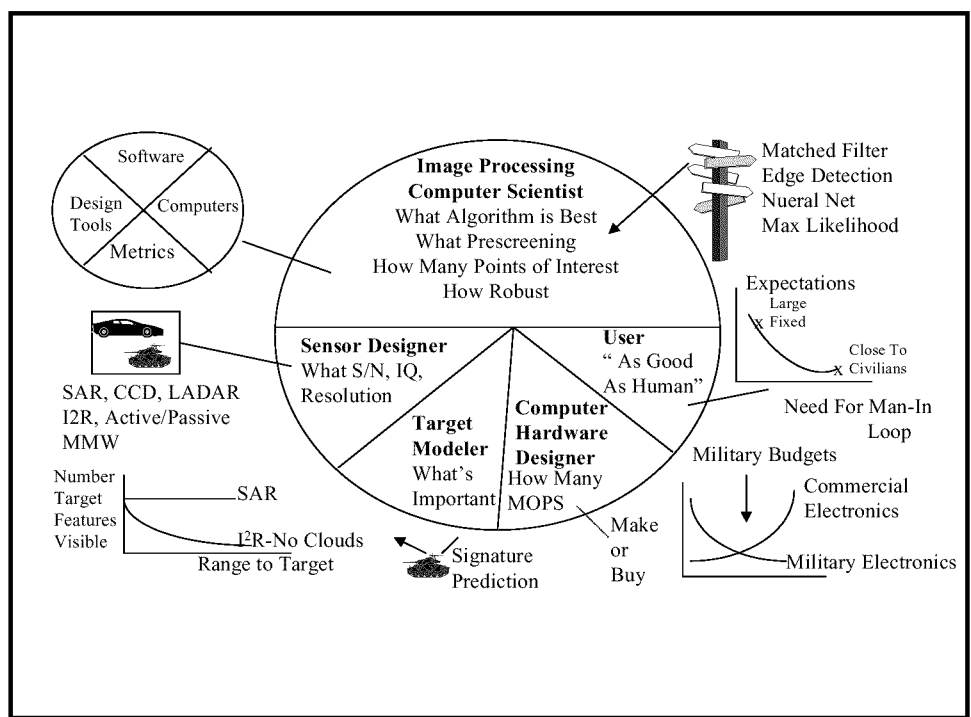 Software
Design
Tools
Computers
Metrics
Image Processing
Computer Scientist
What Algorithm is Best
What Prescreening
How Many Points of Interest
How Robust
Matched Filter
Edge Detection
Nueral Net
Max Likelihood
Expectations
Large
x Fixed
Close To
x Civilians
Need For Man-In
Loop
Sensor Designer
What S/N, IQ,
Resolution
User
“ As Good
As Human”
SAR, CCD, LADAR
I2R, Active/Passive
MMW
Target
Modeler
What’s
Important
Computer
Hardware
Designer
How Many
MOPS
Number
Target
Features
Visible
SAR
I²R-No Clouds
Range to Target
Signature
Prediction
Make
or
Buy
Military Budgets
Commercial
Electronics
Military Electronics